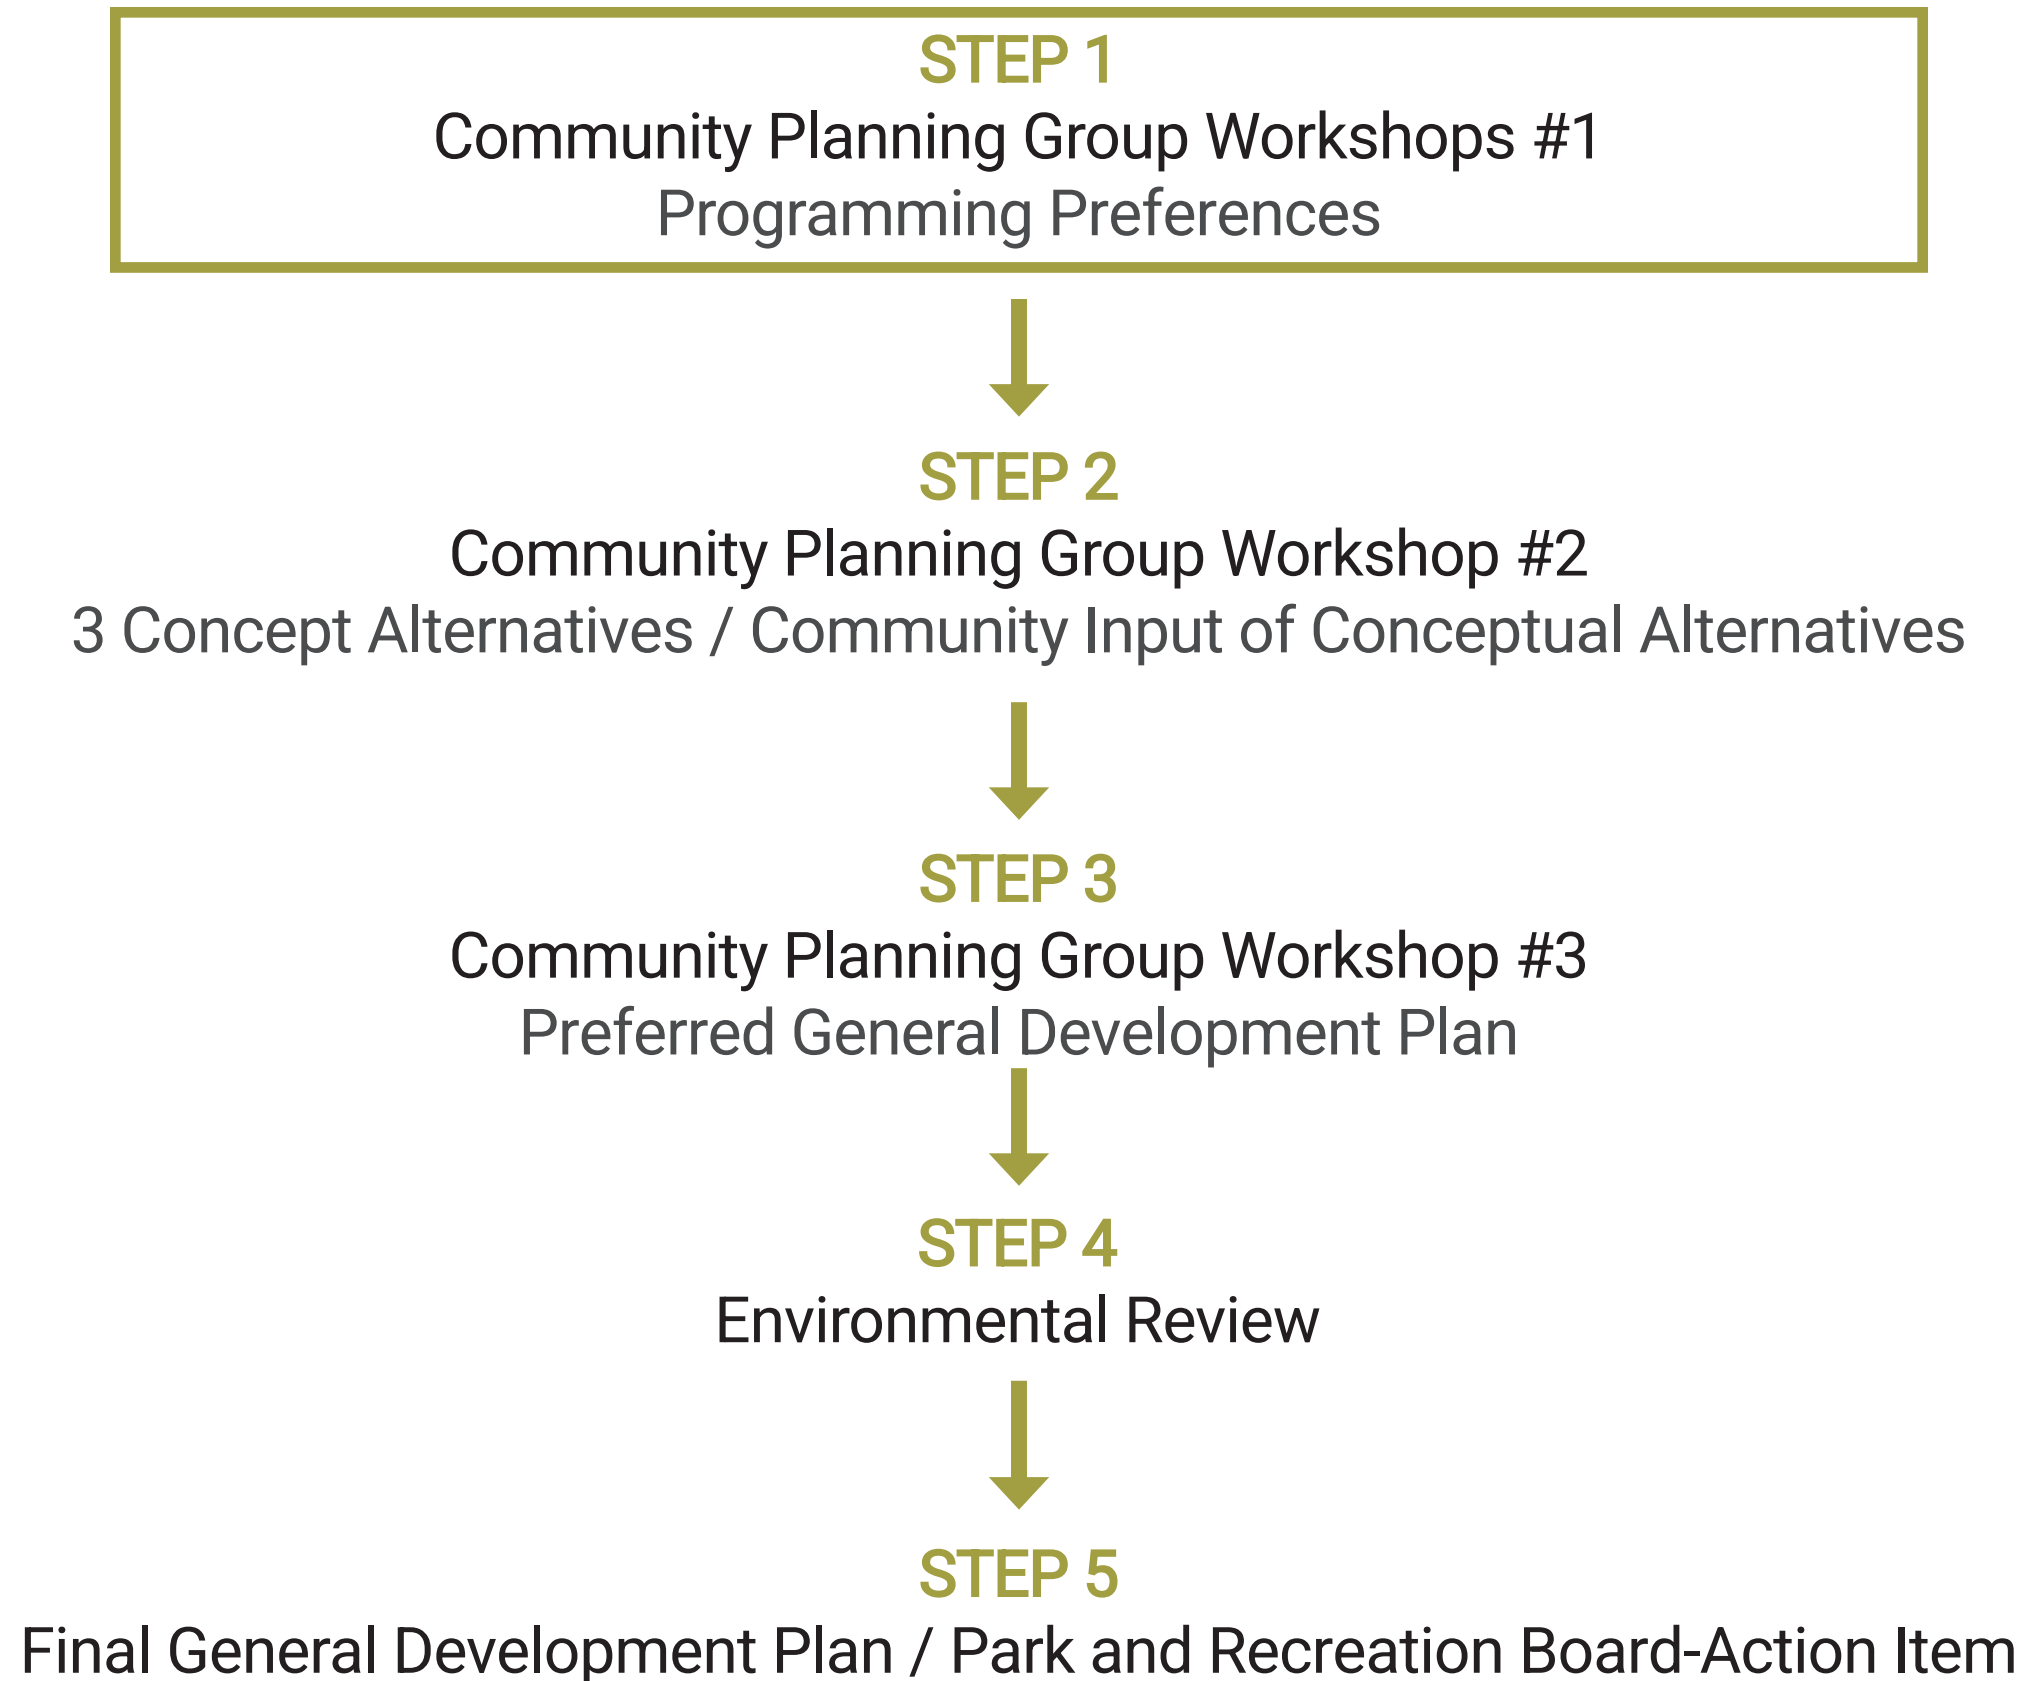 STEP 1
Community Planning Group Workshops #1
Programming Preferences
STEP 2
Community Planning Group Workshop #2
3 Concept Alternatives / Community Input of Conceptual Alternatives
STEP 3
Community Planning Group Workshop #3
Preferred General Development Plan
STEP 4
Environmental Review
STEP 5
Final General Development Plan / Park and Recreation Board-Action Item